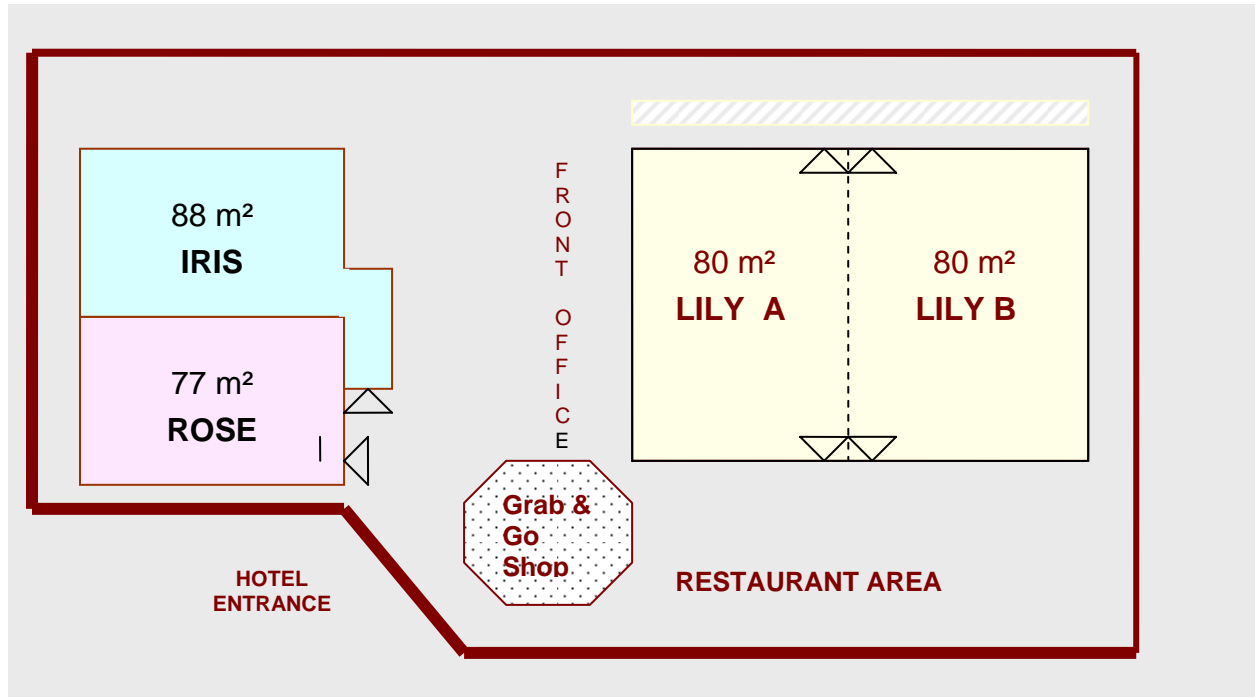 88 m²
IRIS
77 m²
ROSE
FRONT OFFICE
80 m²
LILY  A
80 m²
LILY B
Grab &
Go
Shop
HOTEL
ENTRANCE
RESTAURANT AREA